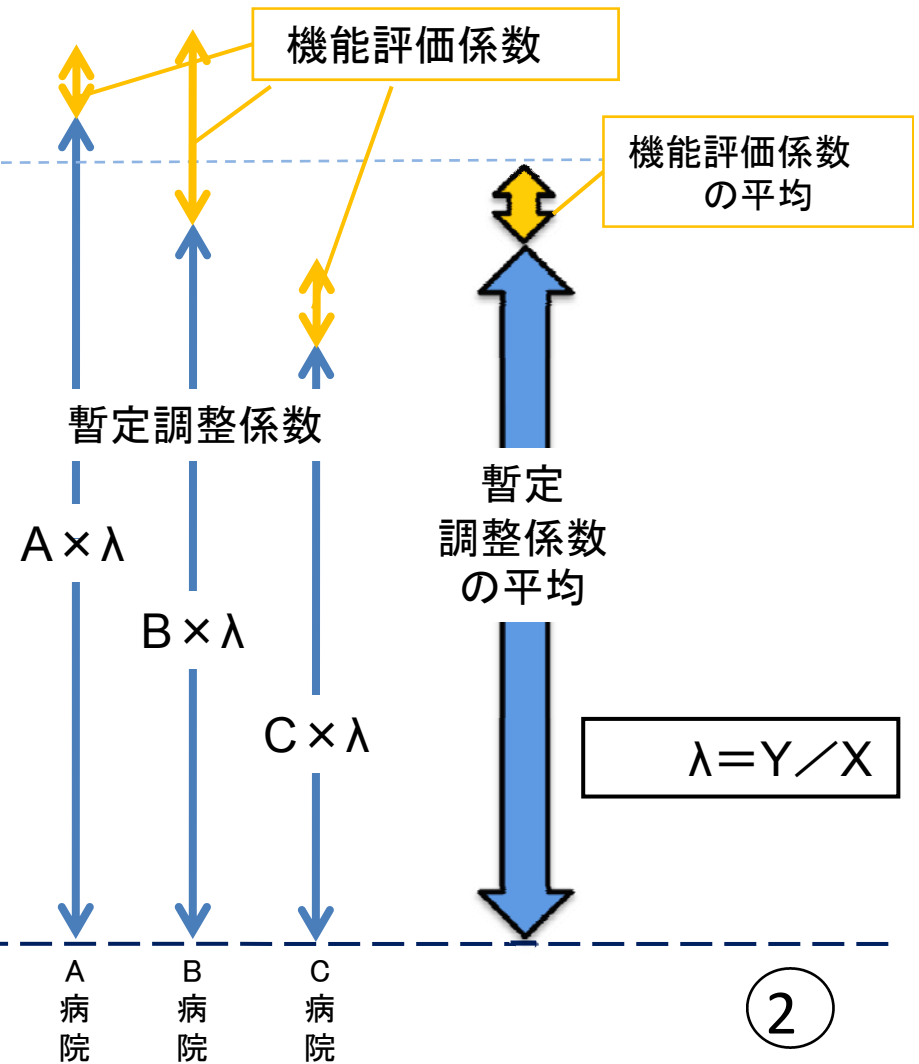 機能評価係数
機能評価係数
の平均
暫定調整係数
暫定
調整係数
の平均
A×λ
B×λ
C×λ
λ=Y/X
A
病
院
B
病
院
C
病
院
②